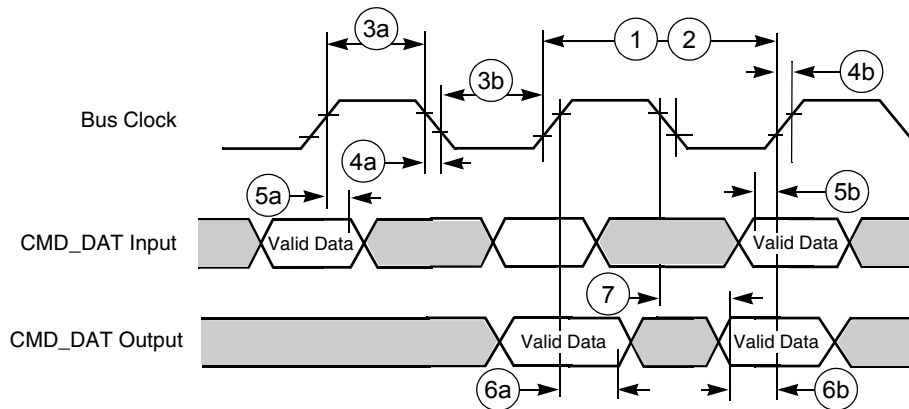 3a
1 2
3b
4b
Bus Clock
4a
5a
5b
CMD_DAT Input
Valid Data
Valid Data
7
CMD_DAT Output
Valid Data
Valid Data
6a
6b